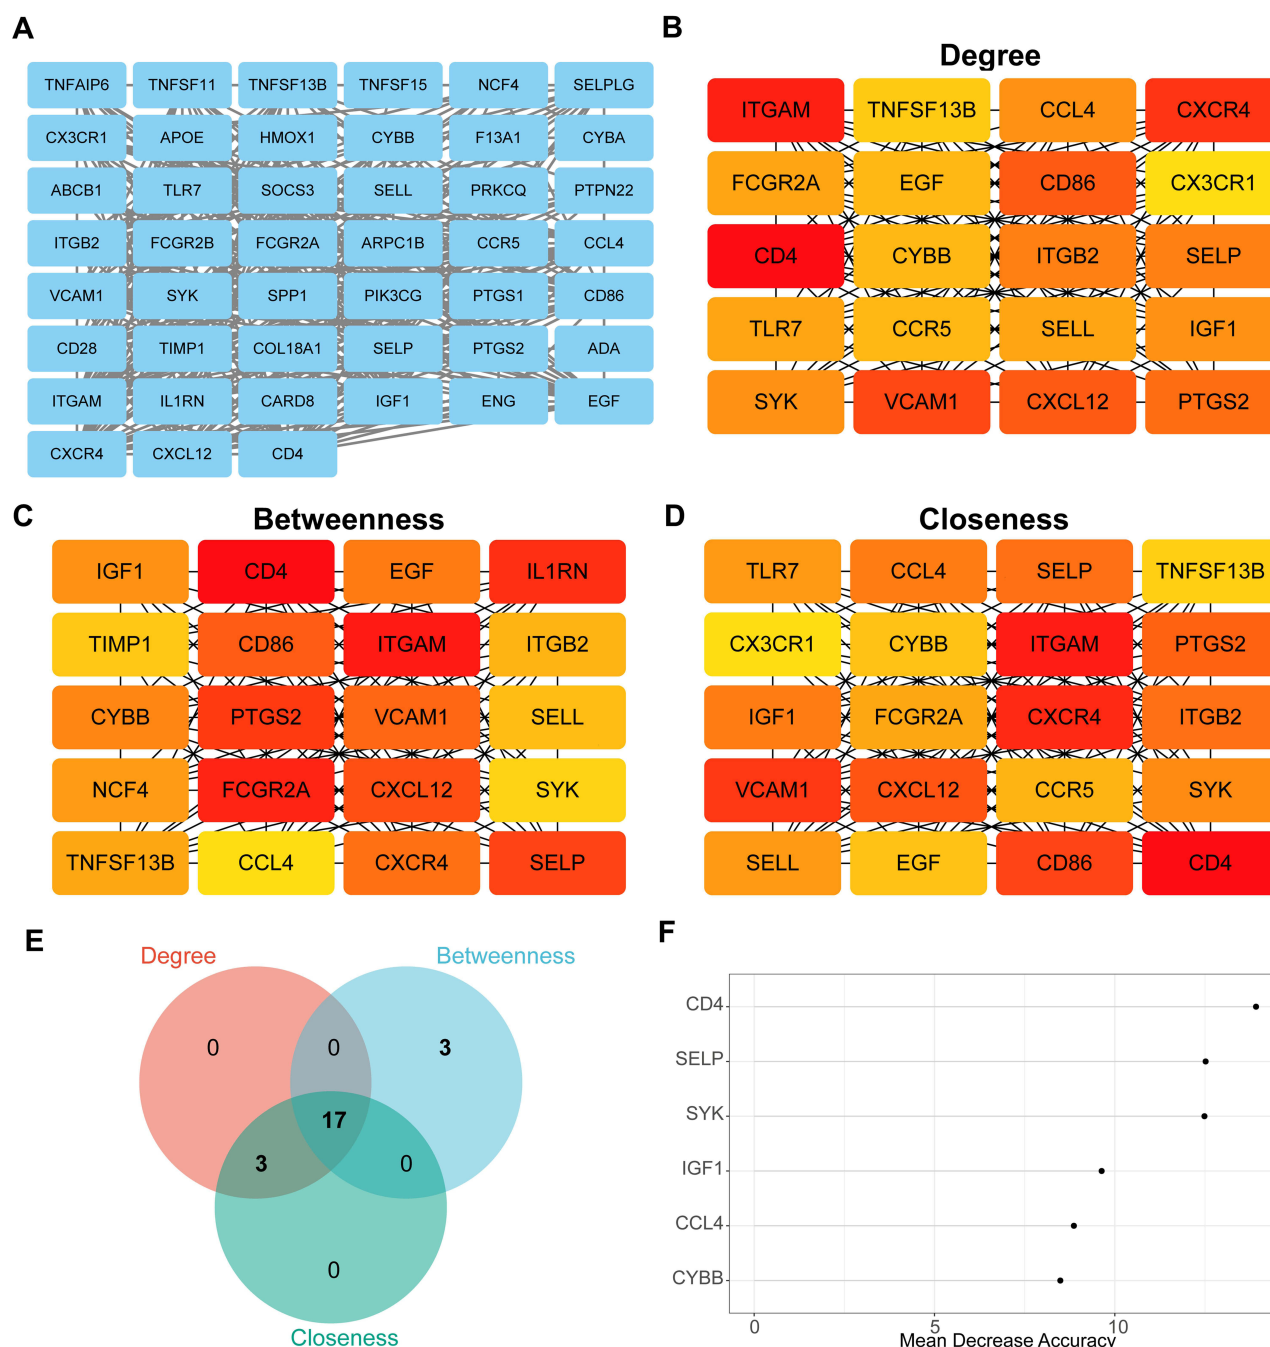 A
TNFAIP6 TNFSF11 TNFSF13B TNFSF15 NCF4 SELPLG
CX3CR1 APOE HMOX1 CYBB F13A1 CYBA
ABCB1 TLR7 SOCS3 SELL PRKCQ PTPN22
ITGB2 FCGR2B FCGR2A ARPC1B CCR5 CCL4
VCAM1 SYK SPP1 PIK3CG PTGS1 CD86
CD28 TIMP1 COL18A1 SELP PTGS2 ADA
ITGAM IL1RN CARD8 IGF1 ENG EGF
CXCR4 CXCL12 CD4
B
Degree
ITGAM TNFSF13B CCL4 CXCR4
FCGR2A EGF CD86 CX3CR1
CD4 CYBB ITGB2 SELP
TLR7 CCR5 SELL IGF1
SYK VCAM1 CXCL12 PTGS2
C
Betweenness
IGF1 CD4 EGF IL1RN
TIMP1 CD86 ITGAM ITGB2
CYBB PTGS2 VCAM1 SELL
NCF4 FCGR2A CXCL12 SYK
TNFSF13B CCL4 CXCR4 SELP
D
Closeness
TLR7 CCL4 SELP TNFSF13B
CX3CR1 CYBB ITGAM PTGS2
IGF1 FCGR2A CXCR4 ITGB2
VCAM1 CXCL12 CCR5 SYK
SELL EGF CD86 CD4
E
Degree Betweenness
0 0 3
17
3 0
0
Closeness
F
CD4
SELP
SYK
IGF1
CCL4
CYBB
0 5 10
Mean Decrease Accuracy